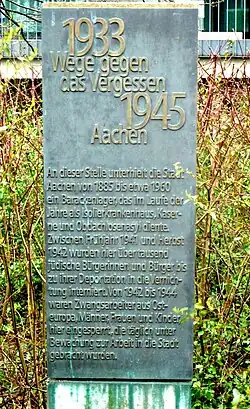 1933
Wege gegen
das Vergessen
1945
Aachen
An dieser Stelle unterhielt die Stadt
Aachen von 1885 bis etwa 1960
ein Barackenlager, das im Laufe der
Jahre als Isolierkrankenhaus, Kaser-
ne und Obdachlosenasyl diente.
Zwischen Frühjahr 1941 und Herbst
1942 wurden hier über tausend
jüdische Bürgerinnen und Bürger bis
zu ihrer Deportation in die Vernich-
tung interniert. Von 1942 bis 1944
waren Zwangsarbeiter aus Ost-
europa, Männer, Frauen und Kinder
hier eingesperrt, die täglich unter
Bewachung zur Arbeit in die Stadt
gebracht wurden.